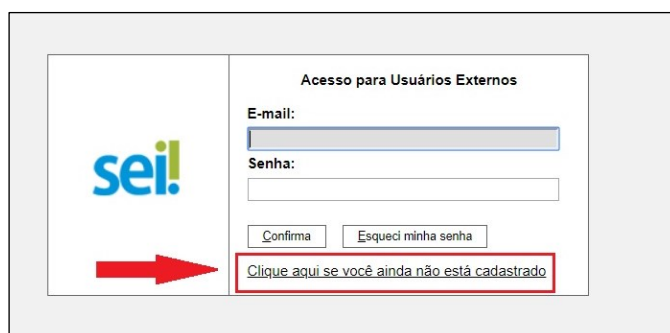 Acesso para Usuários Externos
E-mail:
sei!
Senha:
Confirma Esqueci minha senha
Clique aqui se você ainda não está cadastrado